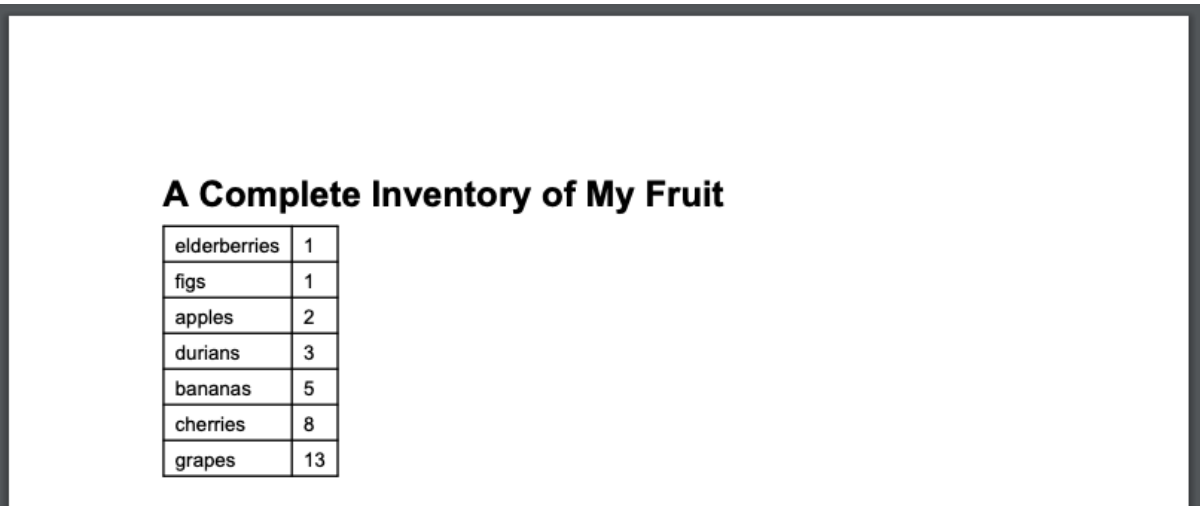 A Complete Inventory of My Fruit
elderberries 1
figs 1
apples 2
durians 3
bananas 5
cherries 8
grapes 13